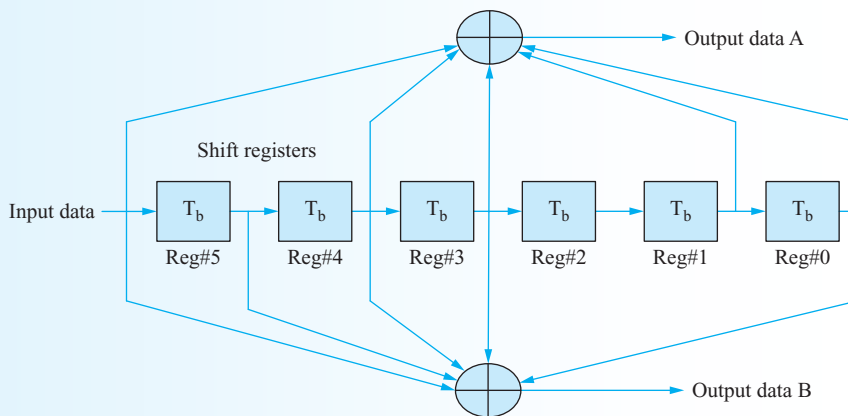 Output data A
Shift registers
Input data
T_b T_b T_b T_b T_b T_b
Reg#5 Reg#4 Reg#3 Reg#2 Reg#1 Reg#0
Output data B